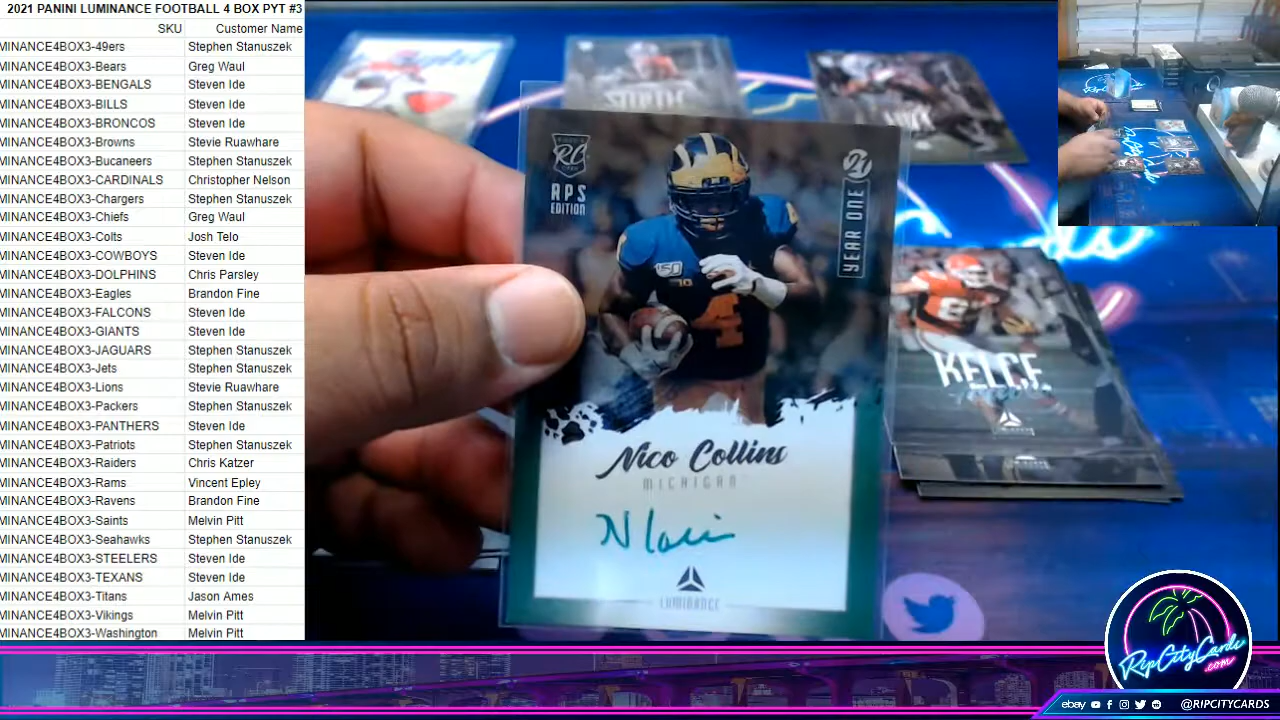 2021 PANINI LUMINANCE FOOTBALL 4 BOX PYT #3
SKU Customer Name
MINANCE4BOX3-49ers Stephen Stanuszek
MINANCE4BOX3-Bears Greg Waul
MINANCE4BOX3-BENGALS Steven Ide
MINANCE4BOX3-BILLS Steven Ide
MINANCE4BOX3-BRONCOS Steven Ide
MINANCE4BOX3-Browns Stevie Ruawhare
MINANCE4BOX3-Bucaneers Stephen Stanuszek
MINANCE4BOX3-CARDINALS Christopher Nelson
MINANCE4BOX3-Chargers Stephen Stanuszek
MINANCE4BOX3-Chiefs Greg Waul
MINANCE4BOX3-Colts Josh Telo
MINANCE4BOX3-COWBOYS Steven Ide
MINANCE4BOX3-DOLPHINS Chris Parsley
MINANCE4BOX3-Eagles Brandon Fine
MINANCE4BOX3-FALCONS Steven Ide
MINANCE4BOX3-GIANTS Steven Ide
MINANCE4BOX3-JAGUARS Stephen Stanuszek
MINANCE4BOX3-Jets Stephen Stanuszek
MINANCE4BOX3-Lions Stevie Ruawhare
MINANCE4BOX3-Packers Stephen Stanuszek
MINANCE4BOX3-PANTHERS Steven Ide
MINANCE4BOX3-Patriots Stephen Stanuszek
MINANCE4BOX3-Raiders Chris Katzer
MINANCE4BOX3-Rams Vincent Epley
MINANCE4BOX3-Ravens Brandon Fine
MINANCE4BOX3-Saints Melvin Pitt
MINANCE4BOX3-Seahawks Stephen Stanuszek
MINANCE4BOX3-STEELERS Steven Ide
MINANCE4BOX3-TEXANS Steven Ide
MINANCE4BOX3-Titans Jason Ames
MINANCE4BOX3-Vikings Melvin Pitt
MINANCE4BOX3-Washington Melvin Pitt
RC
RPS
EDITION
21
YEAR ONE
150
4
Nico Collins
MICHIGAN
LUMINANCE
KELCE
RipCityCards
.com
ebay
@RIPCITYCARDS